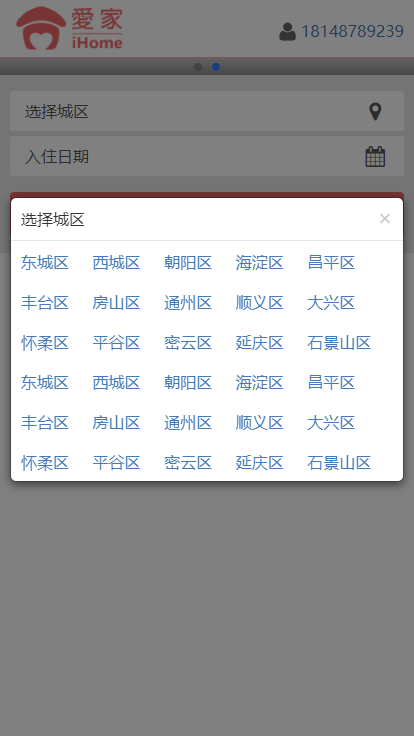 愛家
iHome
18148789239
选择城区
入住日期
选择城区 ×
东城区 西城区 朝阳区 海淀区 昌平区
丰台区 房山区 通州区 顺义区 大兴区
怀柔区 平谷区 密云区 延庆区 石景山区
东城区 西城区 朝阳区 海淀区 昌平区
丰台区 房山区 通州区 顺义区 大兴区
怀柔区 平谷区 密云区 延庆区 石景山区